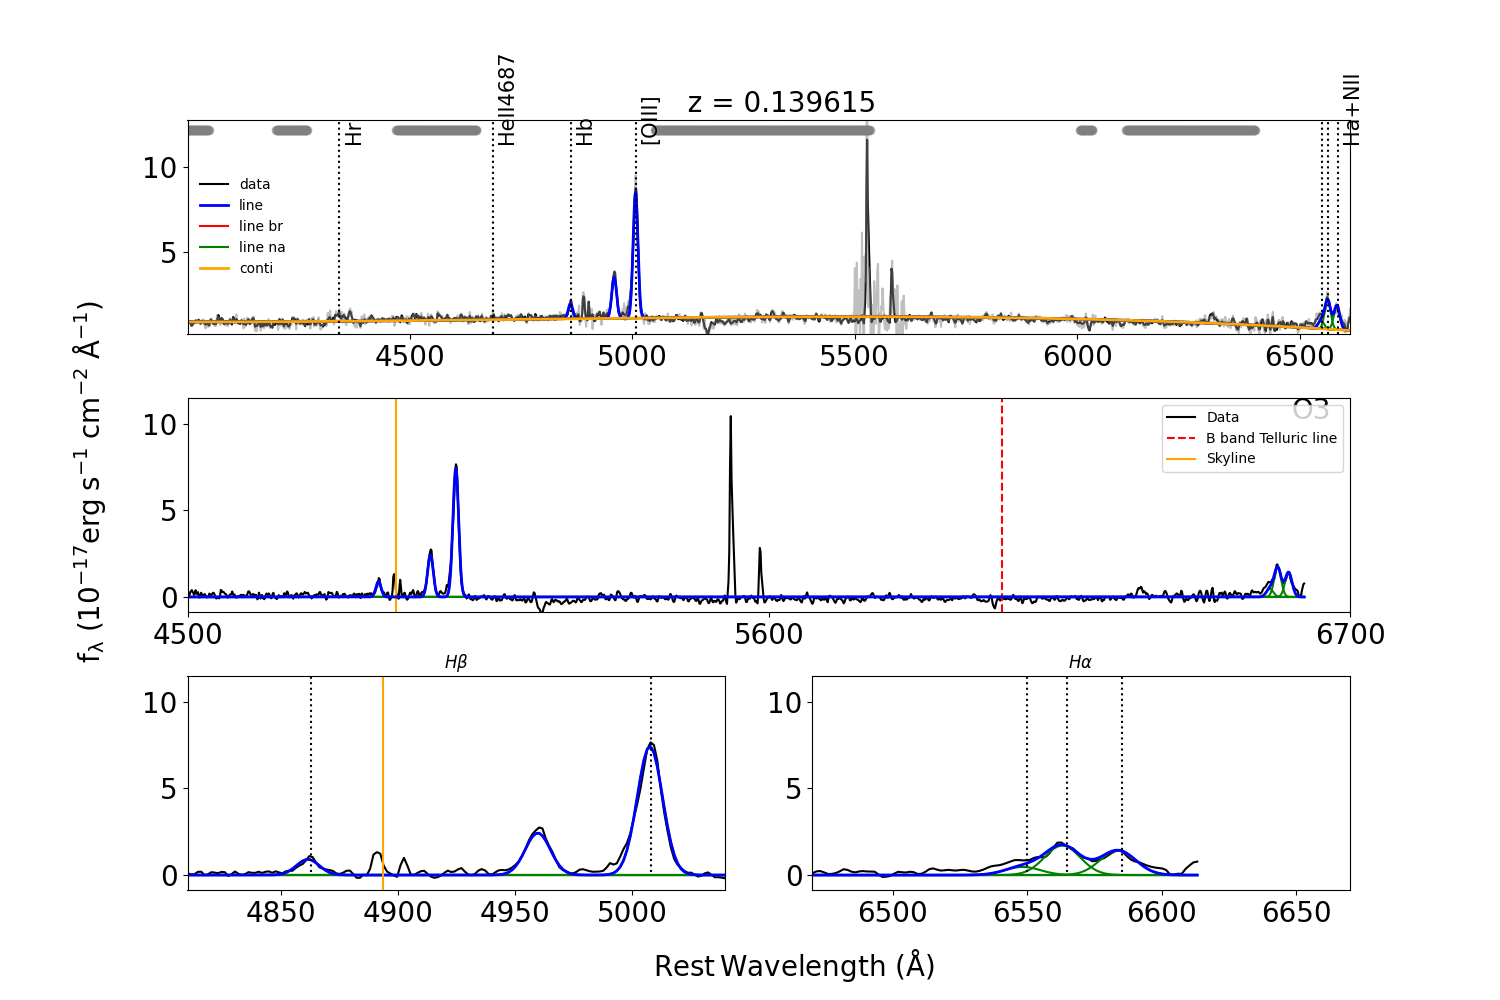 z = 0.139615
Hr
HeII4687
Hb
[OIII]
Ha+NII
10
5
data
line
line br
line na
conti
4500 5000 5500 6000 6500
fλ (10⁻¹⁷erg s⁻¹ cm⁻² Å⁻¹)
O3
10
5
0
Data
B band Telluric line
Skyline
4500 5600 6700
Hβ
10
5
0
4850 4900 4950 5000
Hα
10
5
0
6500 6550 6600 6650
Rest Wavelength (Å)